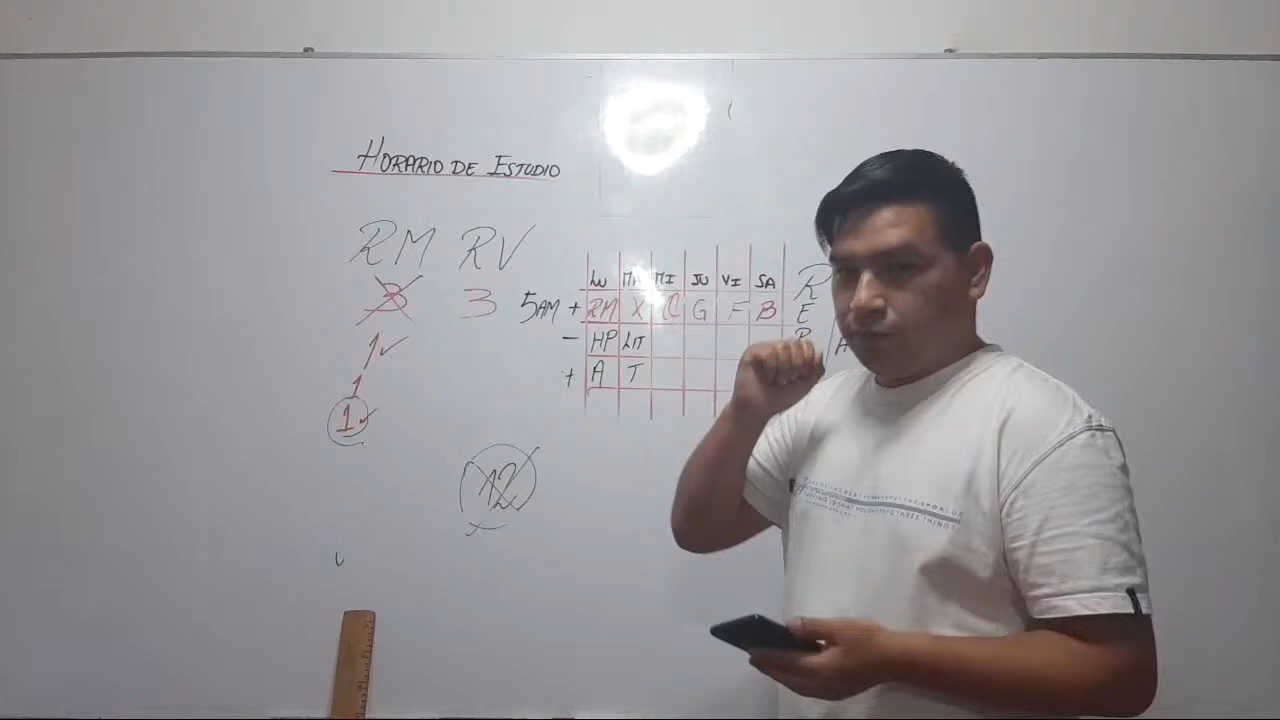 HORARIO DE ESTUDIO
RM RV
3 3
1
1
1
12
LU MA MI JU VI SA
5AM + RM X C G F B
- HP LIT
+ A T
R
E
P
A